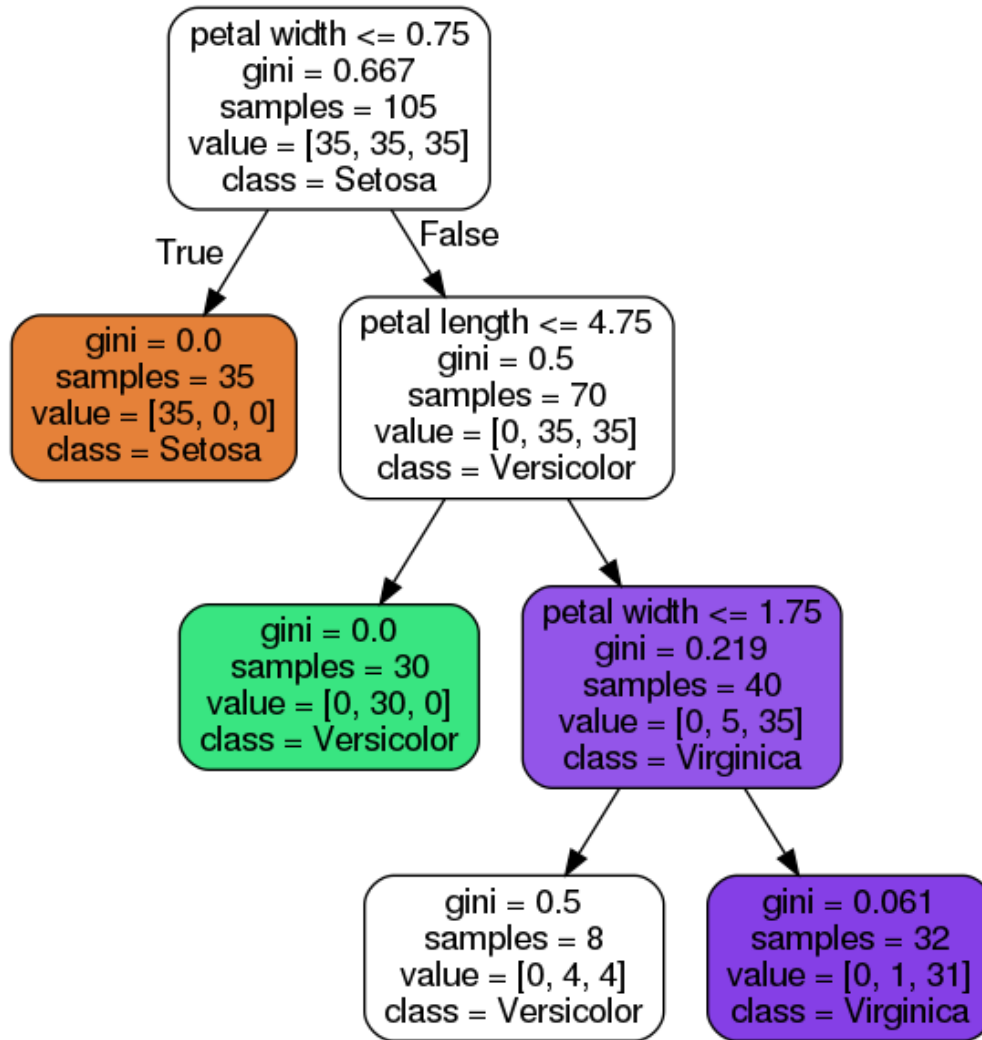 petal width <= 0.75
gini = 0.667
samples = 105
value = [35, 35, 35]
class = Setosa
True
False
gini = 0.0
samples = 35
value = [35, 0, 0]
class = Setosa
petal length <= 4.75
gini = 0.5
samples = 70
value = [0, 35, 35]
class = Versicolor
gini = 0.0
samples = 30
value = [0, 30, 0]
class = Versicolor
petal width <= 1.75
gini = 0.219
samples = 40
value = [0, 5, 35]
class = Virginica
gini = 0.5
samples = 8
value = [0, 4, 4]
class = Versicolor
gini = 0.061
samples = 32
value = [0, 1, 31]
class = Virginica